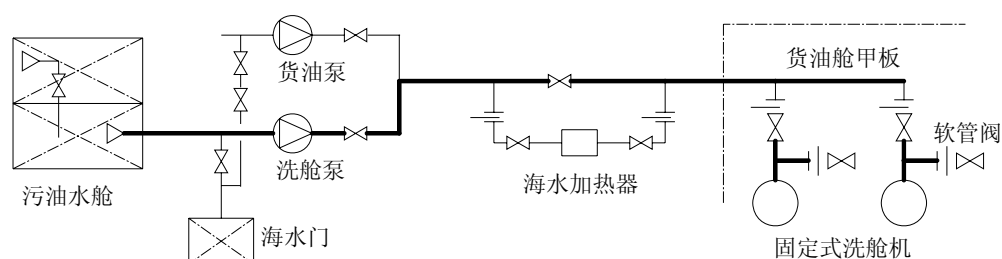 货油泵
货油舱甲板
软管阀
洗舱泵
海水加热器
污油水舱
海水门
固定式洗舱机